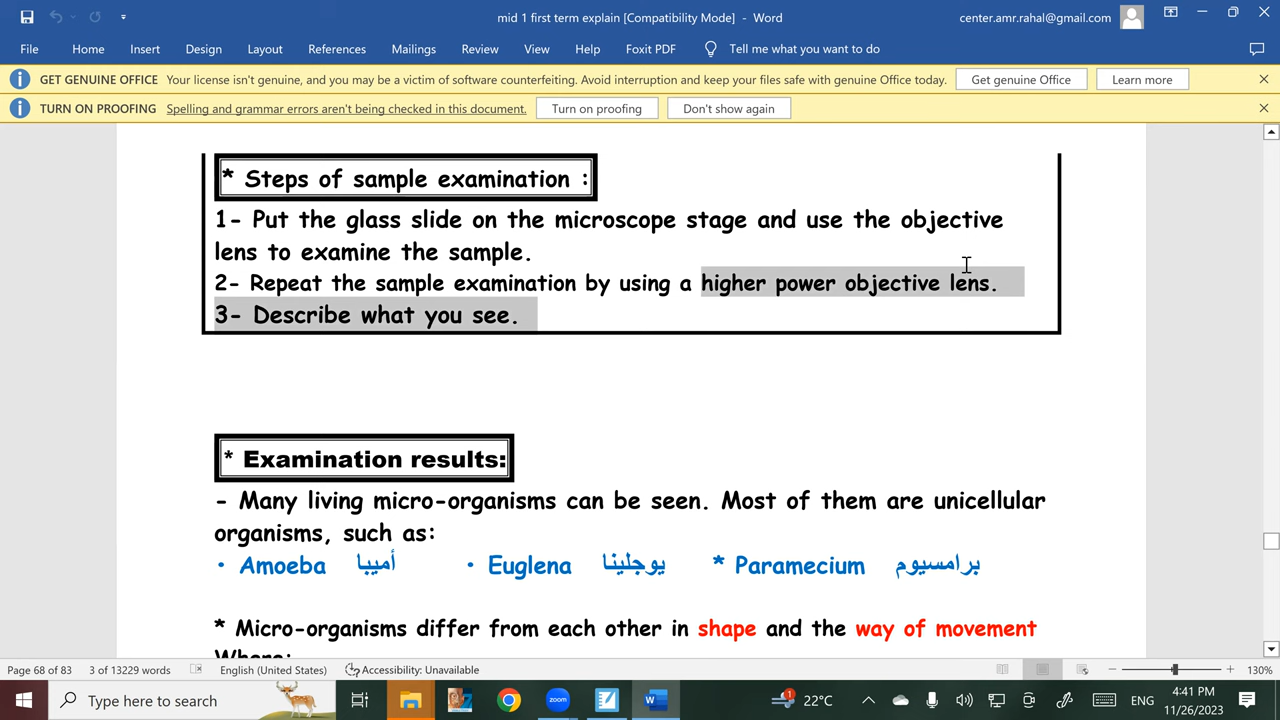 mid 1 first term explain [Compatibility Mode] - Word
center.amr.rahal@gmail.com
File Home Insert Design Layout References Mailings Review View Help Foxit PDF Tell me what you want to do
GET GENUINE OFFICE Your license isn't genuine, and you may be a victim of software counterfeiting. Avoid interruption and keep your files safe with genuine Office today. Get genuine Office Learn more
TURN ON PROOFING Spelling and grammar errors aren't being checked in this document. Turn on proofing Don't show again
* Steps of sample examination :
1- Put the glass slide on the microscope stage and use the objective
lens to examine the sample.
2- Repeat the sample examination by using a higher power objective lens.
3- Describe what you see.
* Examination results:
- Many living micro-organisms can be seen. Most of them are unicellular
organisms, such as:
• Amoeba أميبا • Euglena يوجلينا * Paramecium برامسيوم
* Micro-organisms differ from each other in shape and the way of movement
Where:
Page 68 of 83 3 of 13229 words English (United States) Accessibility: Unavailable 130%
Type here to search zoom 1 22°C ENG 4:41 PM
11/26/2023